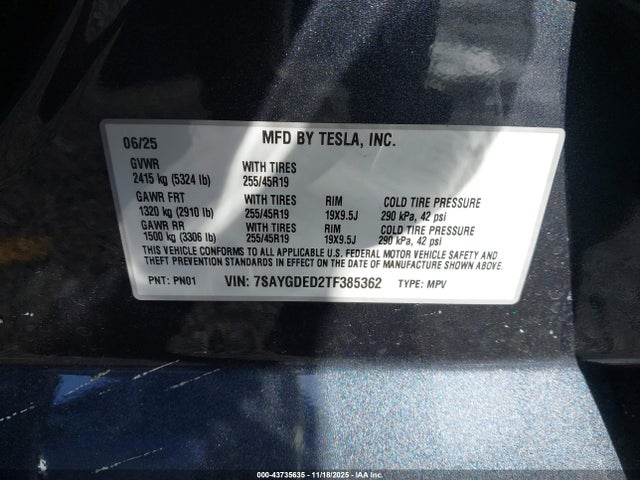 06/25 MFD BY TESLA, INC.
GVWR WITH TIRES
2415 kg (5324 lb) 255/45R19
GAWR FRT WITH TIRES RIM COLD TIRE PRESSURE
1320 kg (2910 lb) 255/45R19 19X9.5J 290 kPa, 42 psi
GAWR RR WITH TIRES RIM COLD TIRE PRESSURE
1500 kg (3306 lb) 255/45R19 19X9.5J 290 kPa, 42 psi
THIS VEHICLE CONFORMS TO ALL APPLICABLE U.S. FEDERAL MOTOR VEHICLE SAFETY AND
THEFT PREVENTION STANDARDS IN EFFECT ON THE DATE OF MANUFACTURE SHOWN ABOVE.
PNT: PN01 VIN: 7SAYGDED2TF385362 TYPE: MPV
000-43735635 - 11/18/2025 - IAAI.COM